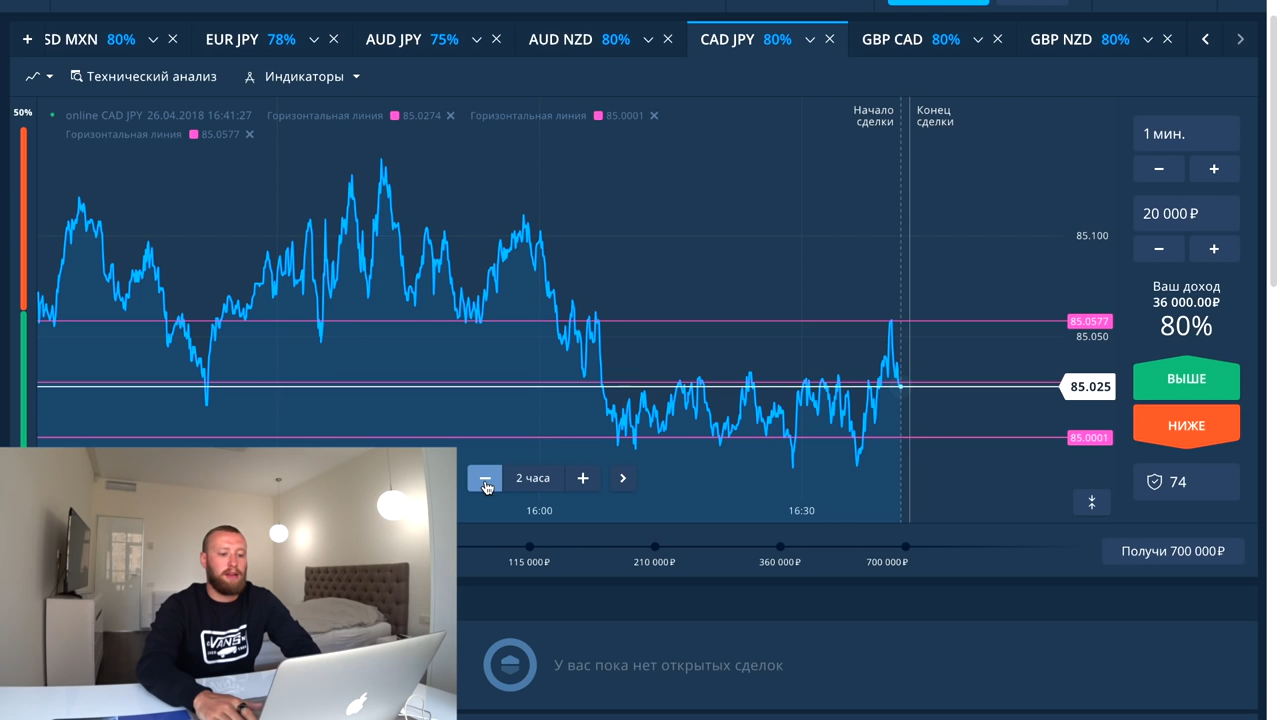 + SD MXN 80% EUR JPY 78% AUD JPY 75% AUD NZD 80% CAD JPY 80% GBP CAD 80% GBP NZD 80%
Технический анализ Индикаторы
50%
online CAD JPY 26.04.2018 16:41:27 Горизонтальная линия 85.0274 Горизонтальная линия 85.0001
Горизонтальная линия 85.0577
Начало сделки
Конец сделки
1 мин.
− +
20 000 ₽
− +
85.100
Ваш доход
36 000.00₽
80%
85.0577
85.050
85.025
ВЫШЕ
НИЖЕ
85.0001
− 2 часа +
74
16:00 16:30
115 000₽ 210 000₽ 360 000₽ 700 000₽
Получи 700 000₽
VANS
У вас пока нет открытых сделок